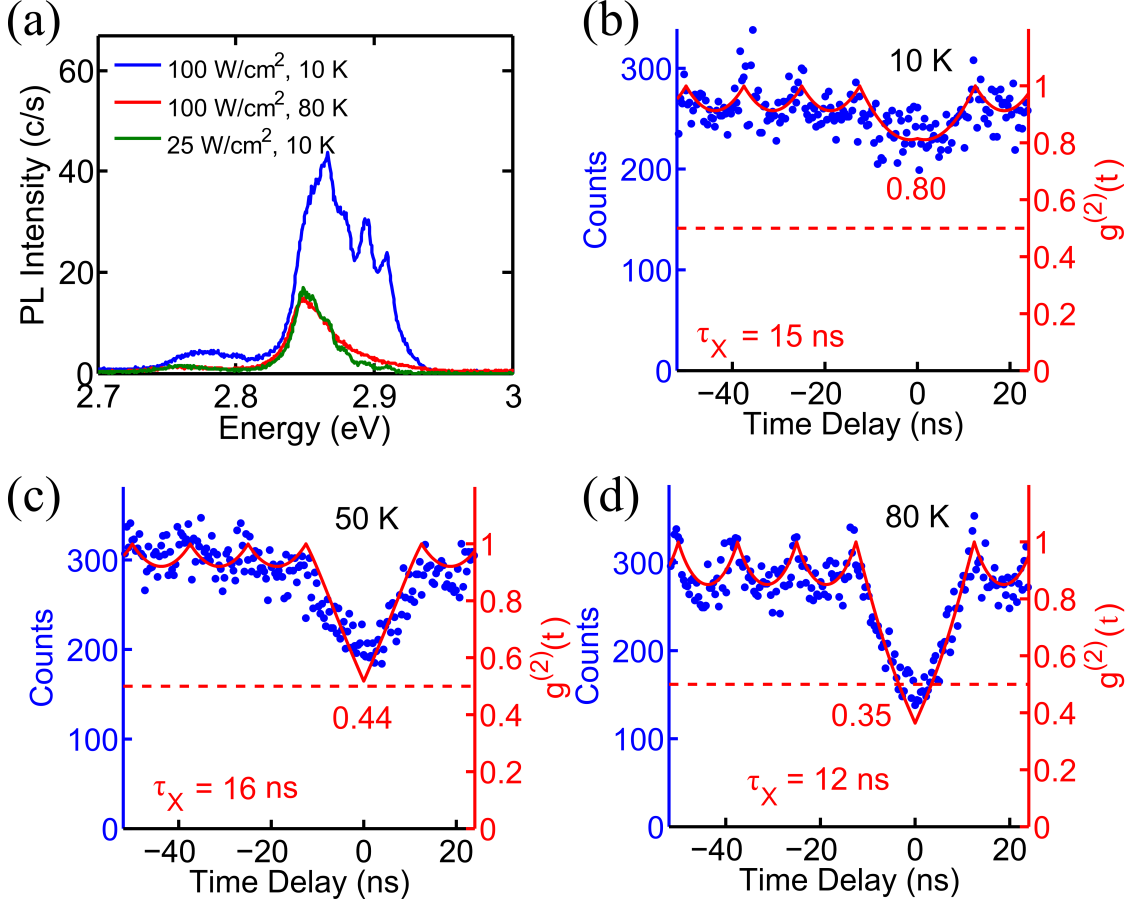 (a)
60
40
20
0
2.7
2.8
2.9
3
PL Intensity (c/s)
Energy (eV)
100 W/cm², 10 K
100 W/cm², 80 K
25 W/cm², 10 K
(b)
10 K
300
200
100
0
Counts
1
0.8
0.6
0.4
0.2
0
g⁽²⁾(t)
0.80
τX = 15 ns
−40
−20
0
20
Time Delay (ns)
(c)
50 K
300
200
100
0
Counts
1
0.8
0.6
0.4
0.2
0
g⁽²⁾(t)
0.44
τX = 16 ns
−40
−20
0
20
Time Delay (ns)
(d)
80 K
300
200
100
0
Counts
1
0.8
0.6
0.4
0.2
0
g⁽²⁾(t)
0.35
τX = 12 ns
−40
−20
0
20
Time Delay (ns)